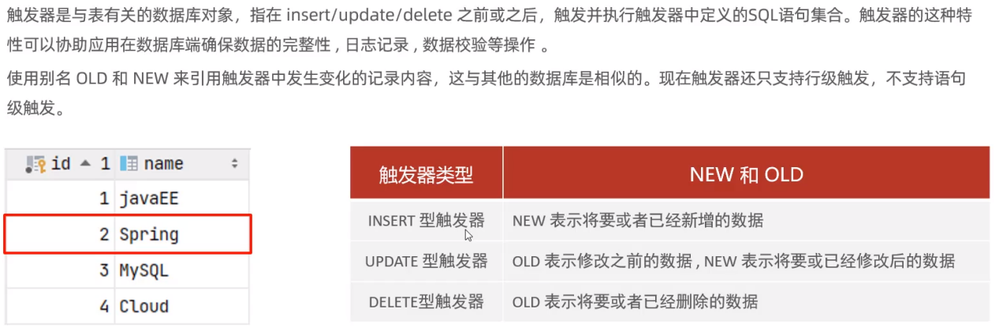 触发器是与表有关的数据库对象，指在 insert/update/delete 之前或之后，触发并执行触发器中定义的SQL语句集合。触发器的这种特
性可以协助应用在数据库端确保数据的完整性 , 日志记录 , 数据校验等操作 。
使用别名 OLD 和 NEW 来引用触发器中发生变化的记录内容，这与其他的数据库是相似的。现在触发器还只支持行级触发，不支持语句
级触发。
id 1 name
1 javaEE
2 Spring
3 MySQL
4 Cloud
触发器类型 NEW 和 OLD
INSERT 型触发器 NEW 表示将要或者已经新增的数据
UPDATE 型触发器 OLD 表示修改之前的数据 , NEW 表示将要或已经修改后的数据
DELETE型触发器 OLD 表示将要或者已经删除的数据